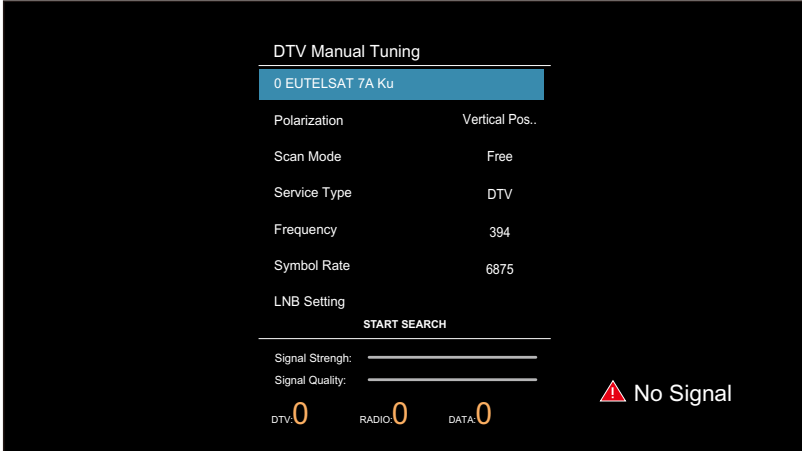 DTV Manual Tuning
0 EUTELSAT 7A Ku
Polarization Vertical Pos..
Scan Mode Free
Service Type DTV
Frequency 394
Symbol Rate 6875
LNB Setting
START SEARCH
Signal Strengh:
Signal Quality:
No Signal
DTV:0 RADIO:0 DATA:0